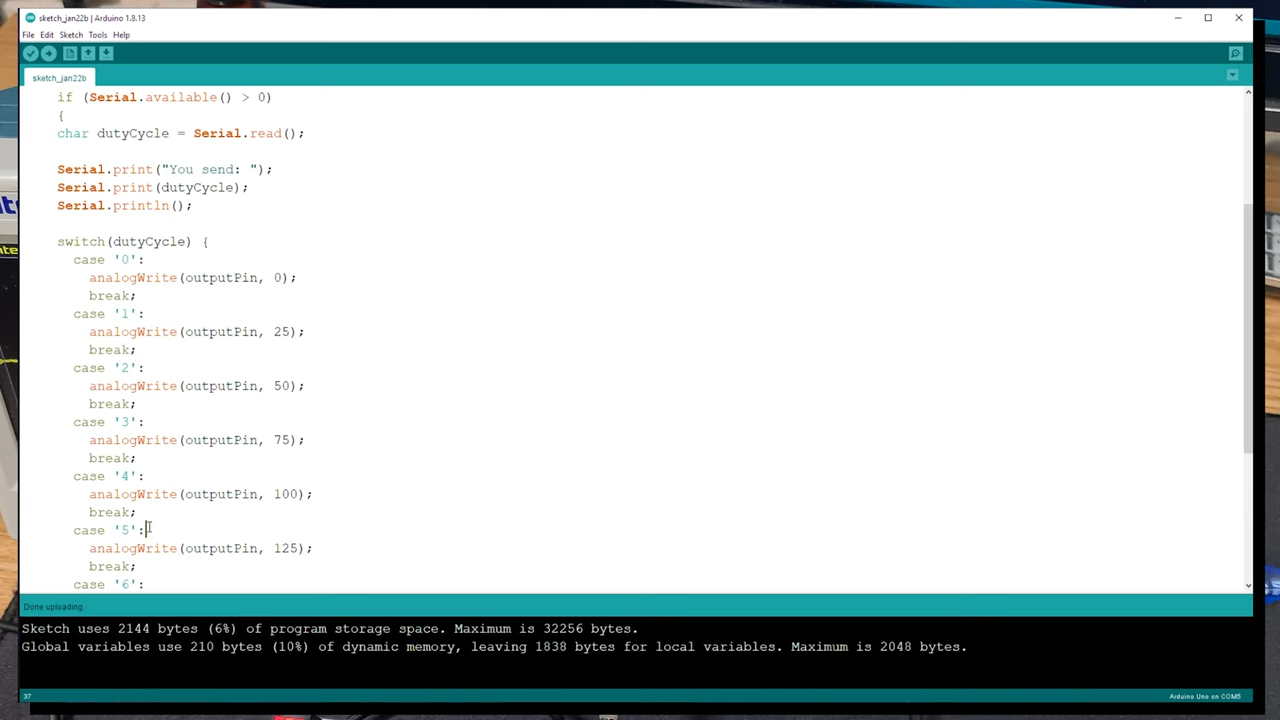 sketch_jan22b | Arduino 1.8.13
File Edit Sketch Tools Help
sketch_jan22b
if (Serial.available() > 0)
{
char dutyCycle = Serial.read();
Serial.print("You send: ");
Serial.print(dutyCycle);
Serial.println();
switch(dutyCycle) {
case '0':
analogWrite(outputPin, 0);
break;
case '1':
analogWrite(outputPin, 25);
break;
case '2':
analogWrite(outputPin, 50);
break;
case '3':
analogWrite(outputPin, 75);
break;
case '4':
analogWrite(outputPin, 100);
break;
case '5':
analogWrite(outputPin, 125);
break;
case '6':
Done uploading.
Sketch uses 2144 bytes (6%) of program storage space. Maximum is 32256 bytes.
Global variables use 210 bytes (10%) of dynamic memory, leaving 1838 bytes for local variables. Maximum is 2048 bytes.
37
Arduino Uno on COM5